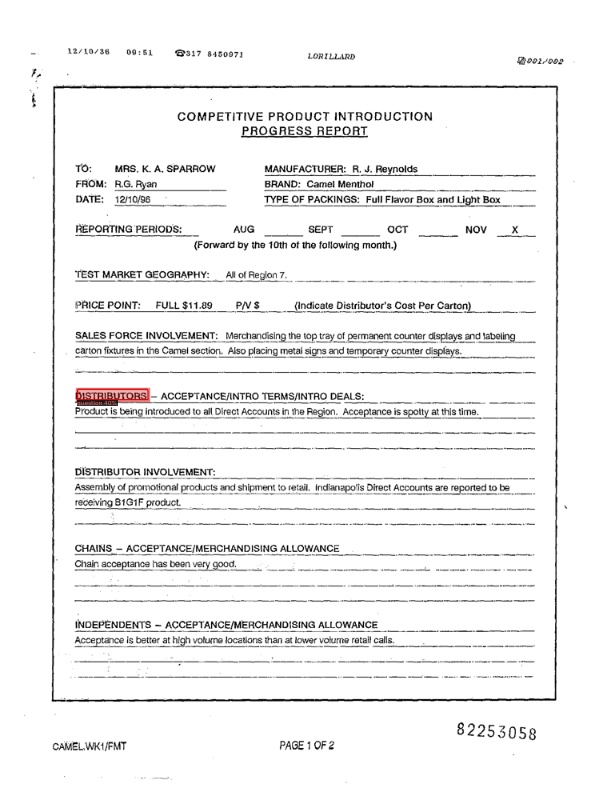 12/10/36 09:51 ☎317 8450971 LORILLARD 001/002
COMPETITIVE PRODUCT INTRODUCTION
PROGRESS REPORT
TO: MRS. K. A. SPARROW MANUFACTURER: R. J. Reynolds
FROM: R.G. Ryan BRAND: Camel Menthol
DATE: 12/10/96 TYPE OF PACKINGS: Full Flavor Box and Light Box
REPORTING PERIODS: AUG ______ SEPT ______ OCT ______ NOV X
(Forward by the 10th of the following month.)
TEST MARKET GEOGRAPHY: All of Region 7.
PRICE POINT: FULL $11.89 P/V $ (Indicate Distributor's Cost Per Carton)
SALES FORCE INVOLVEMENT: Merchandising the top tray of permanent counter displays and labeling
carton fixtures in the Camel section. Also placing metal signs and temporary counter displays.
DISTRIBUTORS – ACCEPTANCE/INTRO TERMS/INTRO DEALS:
Product is being introduced to all Direct Accounts in the Region. Acceptance is spotty at this time.
DISTRIBUTOR INVOLVEMENT:
Assembly of promotional products and shipment to retail. Indianapolis Direct Accounts are reported to be
receiving B1G1F product.
CHAINS – ACCEPTANCE/MERCHANDISING ALLOWANCE
Chain acceptance has been very good.
INDEPENDENTS – ACCEPTANCE/MERCHANDISING ALLOWANCE
Acceptance is better at high volume locations than at lower volume retail calls.
82253058
CAMEL.WK1/FMT PAGE 1 OF 2